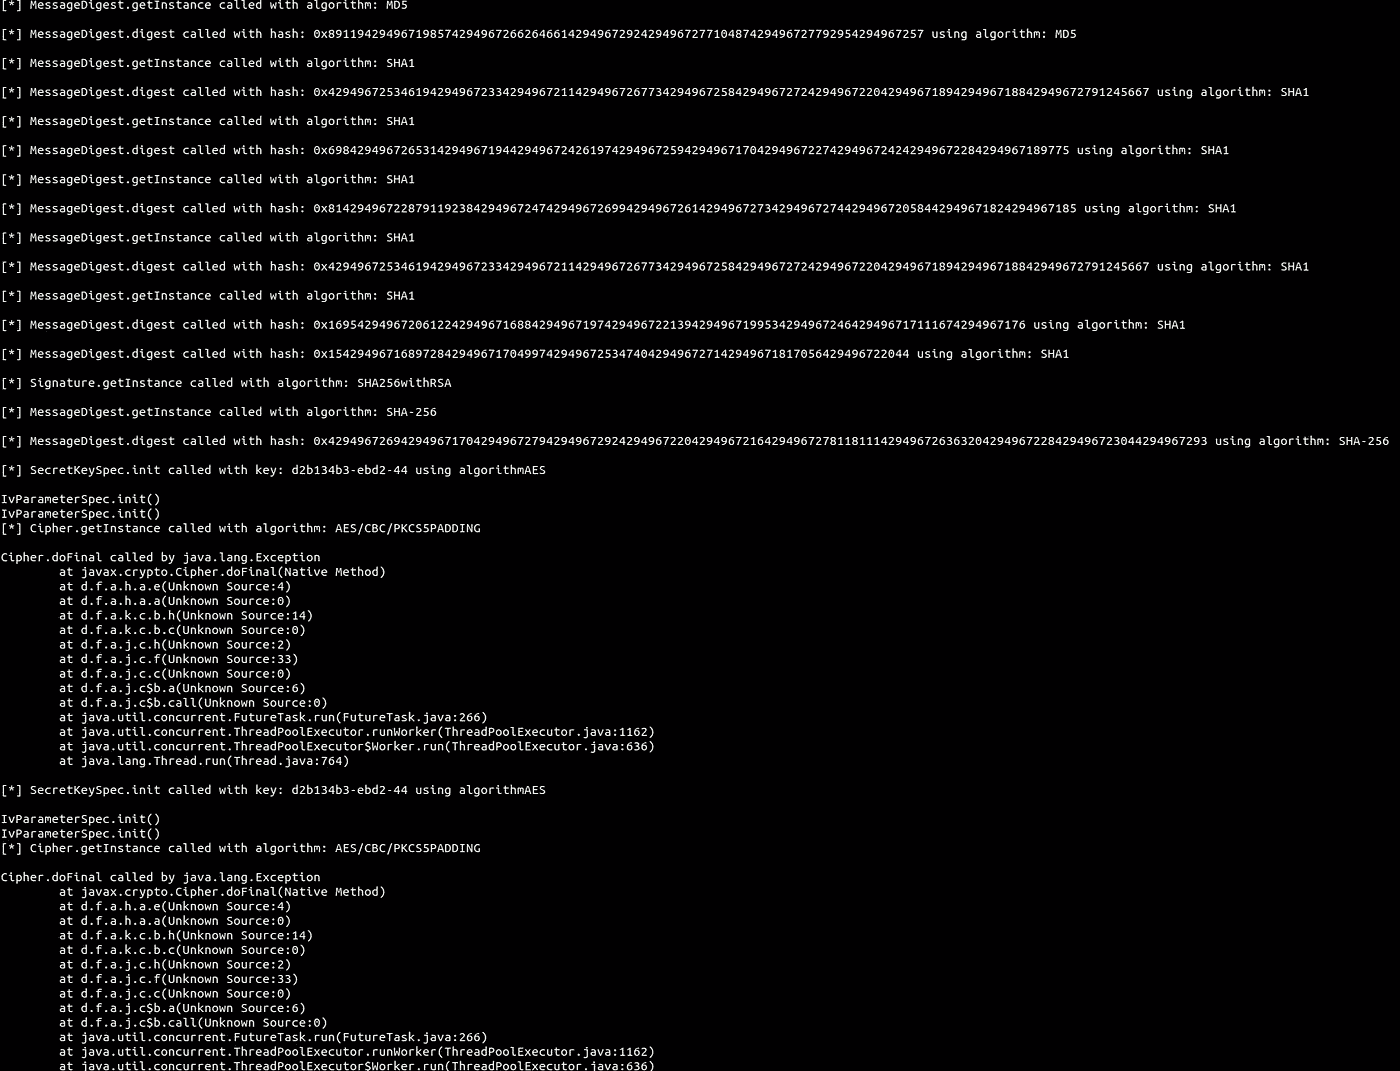 [*] MessageDigest.getInstance called with algorithm: MD5
[*] MessageDigest.digest called with hash: 0x8911942949671985742949672662646614294967292429496727710487429496727792954294967257 using algorithm: MD5
[*] MessageDigest.getInstance called with algorithm: SHA1
[*] MessageDigest.digest called with hash: 0x42949672534619429496723342949672114294967267734294967258429496727242949672204294967189429496718842949672791245667 using algorithm: SHA1
[*] MessageDigest.getInstance called with algorithm: SHA1
[*] MessageDigest.digest called with hash: 0x69842949672653142949671944294967242619742949672594294967170429496722742949672424294967228429496718​9775 using algorithm: SHA1
[*] MessageDigest.getInstance called with algorithm: SHA1
[*] MessageDigest.digest called with hash: 0x8142949672287911923842949672474294967269942949672614294967273429496727442949672058442949671824294967185 using algorithm: SHA1
[*] MessageDigest.getInstance called with algorithm: SHA1
[*] MessageDigest.digest called with hash: 0x42949672534619429496723342949672114294967267734294967258429496727242949672204294967189429496718842949672791245667 using algorithm: SHA1
[*] MessageDigest.getInstance called with algorithm: SHA1
[*] MessageDigest.digest called with hash: 0x16954294967206122429496716884294967197429496722139429496719953429496724642949671711167429​4967176 using algorithm: SHA1
[*] MessageDigest.digest called with hash: 0x15429496716897284294967170499742949672534740429496727142949671817056429496722044 using algorithm: SHA1
[*] Signature.getInstance called with algorithm: SHA256withRSA
[*] MessageDigest.getInstance called with algorithm: SHA-256
[*] MessageDigest.digest called with hash: 0x42949672694294967170429496727942949672924294967220429496721642949672781181114294967263632042949672284294967230442949672​93 using algorithm: SHA-256
[*] SecretKeySpec.init called with key: d2b134b3-ebd2-44 using algorithmAES
IvParameterSpec.init()
IvParameterSpec.init()
[*] Cipher.getInstance called with algorithm: AES/CBC/PKCS5PADDING
Cipher.doFinal called by java.lang.Exception
at javax.crypto.Cipher.doFinal(Native Method)
at d.f.a.h.a.e(Unknown Source:4)
at d.f.a.h.a.a(Unknown Source:0)
at d.f.a.k.c.b.h(Unknown Source:14)
at d.f.a.k.c.b.c(Unknown Source:0)
at d.f.a.j.c.h(Unknown Source:2)
at d.f.a.j.c.f(Unknown Source:33)
at d.f.a.j.c.c(Unknown Source:0)
at d.f.a.j.c$b.a(Unknown Source:6)
at d.f.a.j.c$b.call(Unknown Source:0)
at java.util.concurrent.FutureTask.run(FutureTask.java:266)
at java.util.concurrent.ThreadPoolExecutor.runWorker(ThreadPoolExecutor.java:1162)
at java.util.concurrent.ThreadPoolExecutor$Worker.run(ThreadPoolExecutor.java:636)
at java.lang.Thread.run(Thread.java:764)
[*] SecretKeySpec.init called with key: d2b134b3-ebd2-44 using algorithmAES
IvParameterSpec.init()
IvParameterSpec.init()
[*] Cipher.getInstance called with algorithm: AES/CBC/PKCS5PADDING
Cipher.doFinal called by java.lang.Exception
at javax.crypto.Cipher.doFinal(Native Method)
at d.f.a.h.a.e(Unknown Source:4)
at d.f.a.h.a.a(Unknown Source:0)
at d.f.a.k.c.b.h(Unknown Source:14)
at d.f.a.k.c.b.c(Unknown Source:0)
at d.f.a.j.c.h(Unknown Source:2)
at d.f.a.j.c.f(Unknown Source:33)
at d.f.a.j.c.c(Unknown Source:0)
at d.f.a.j.c$b.a(Unknown Source:6)
at d.f.a.j.c$b.call(Unknown Source:0)
at java.util.concurrent.FutureTask.run(FutureTask.java:266)
at java.util.concurrent.ThreadPoolExecutor.runWorker(ThreadPoolExecutor.java:1162)
at java.util.concurrent.ThreadPoolExecutor$Worker.run(ThreadPoolExecutor.java:636)